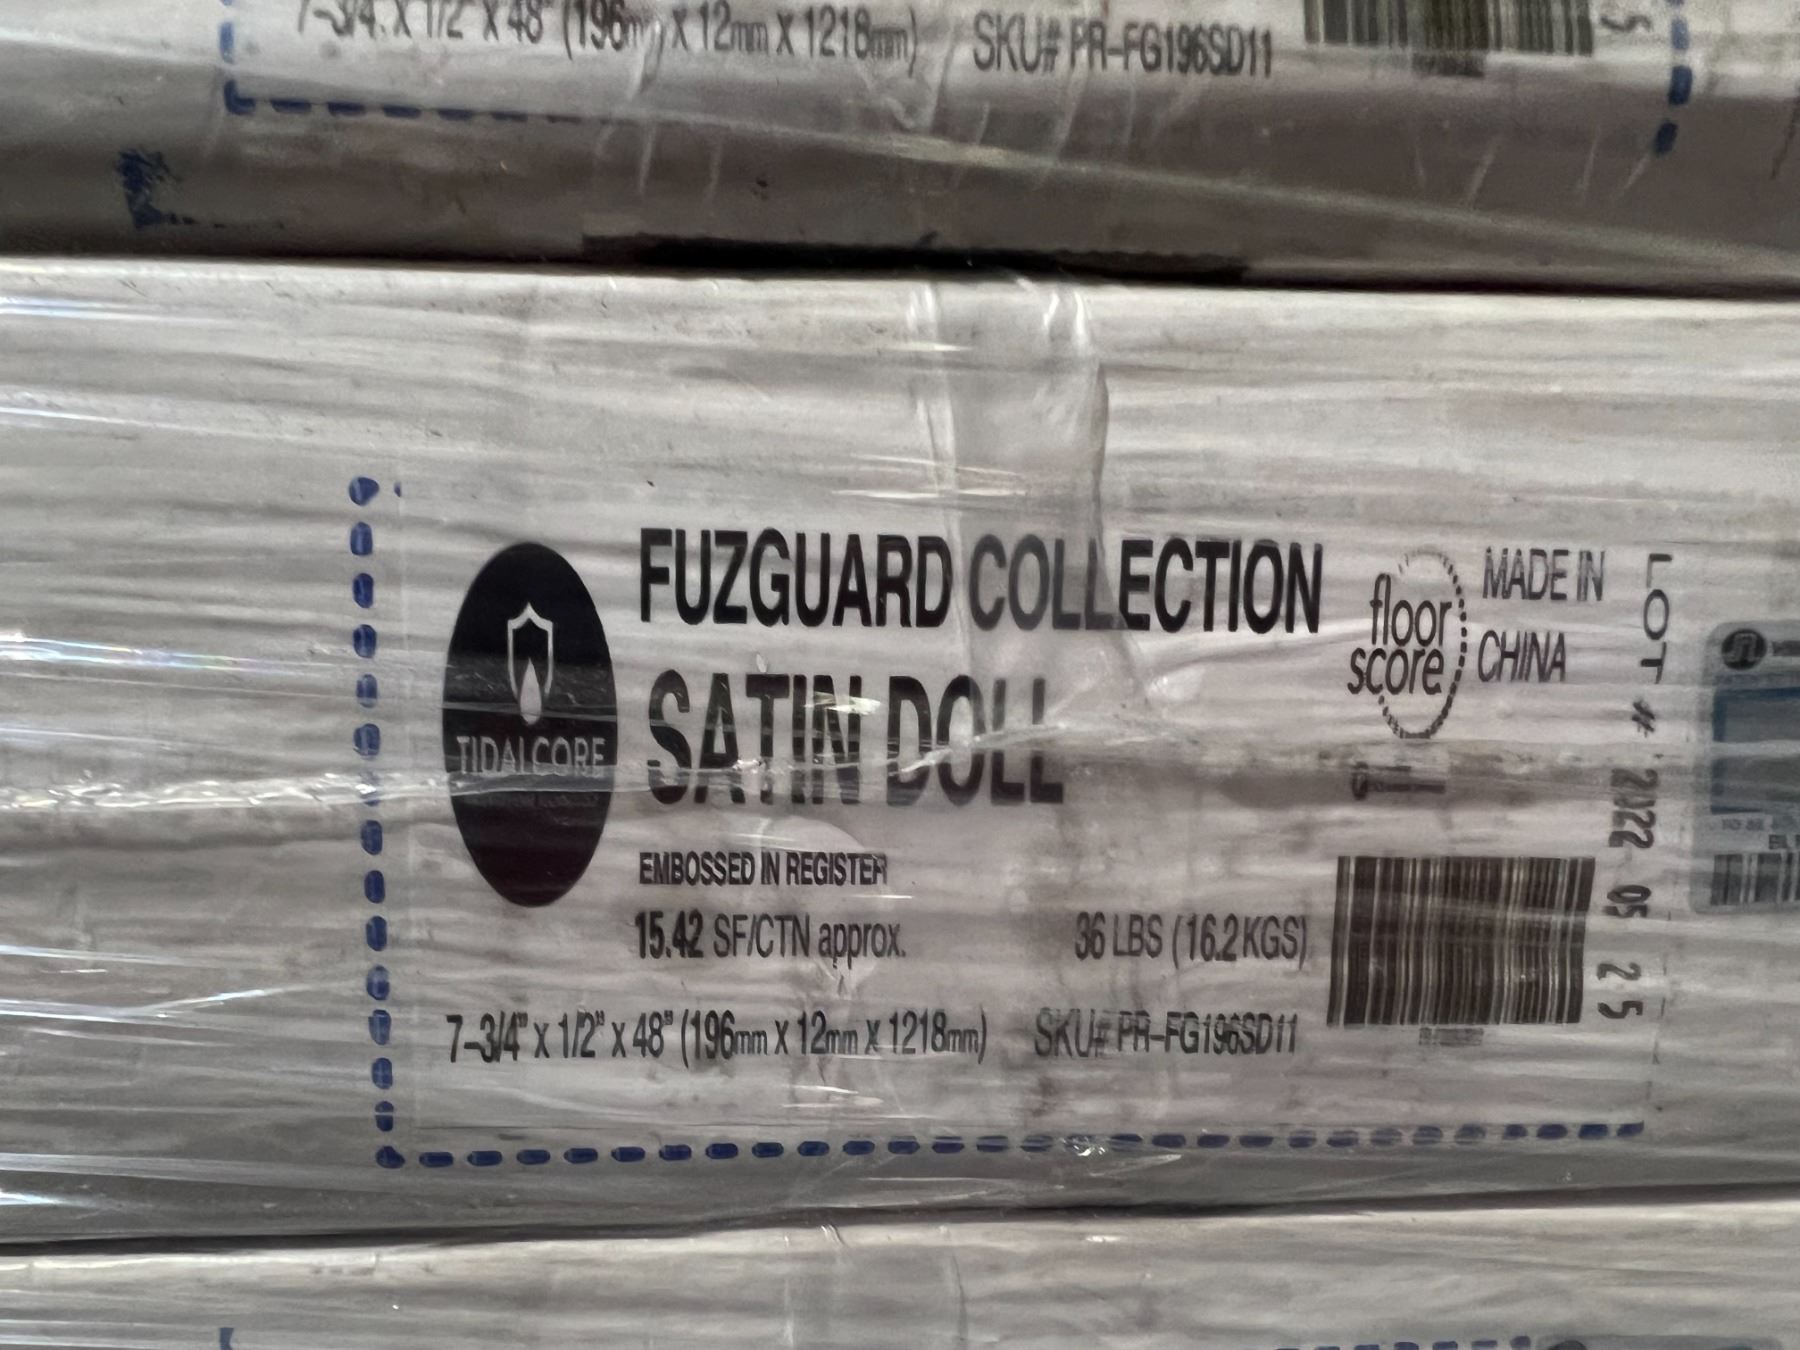 7-3/4" X 1/2" X 48" (196mm X 12mm X 1218mm) SKU# PR-FG196SD11
5
FUZGUARD COLLECTION
SATIN DOLL
TIDALCORE
EMBOSSED IN REGISTER
15.42 SF/CTN approx. 36 LBS (16.2KGS)
7-3/4" x 1/2" x 48" (196mm X 12mm X 1218mm) SKU# PR-FG196SD11
floor
score
MADE IN
CHINA
LOT # 2022 05 25